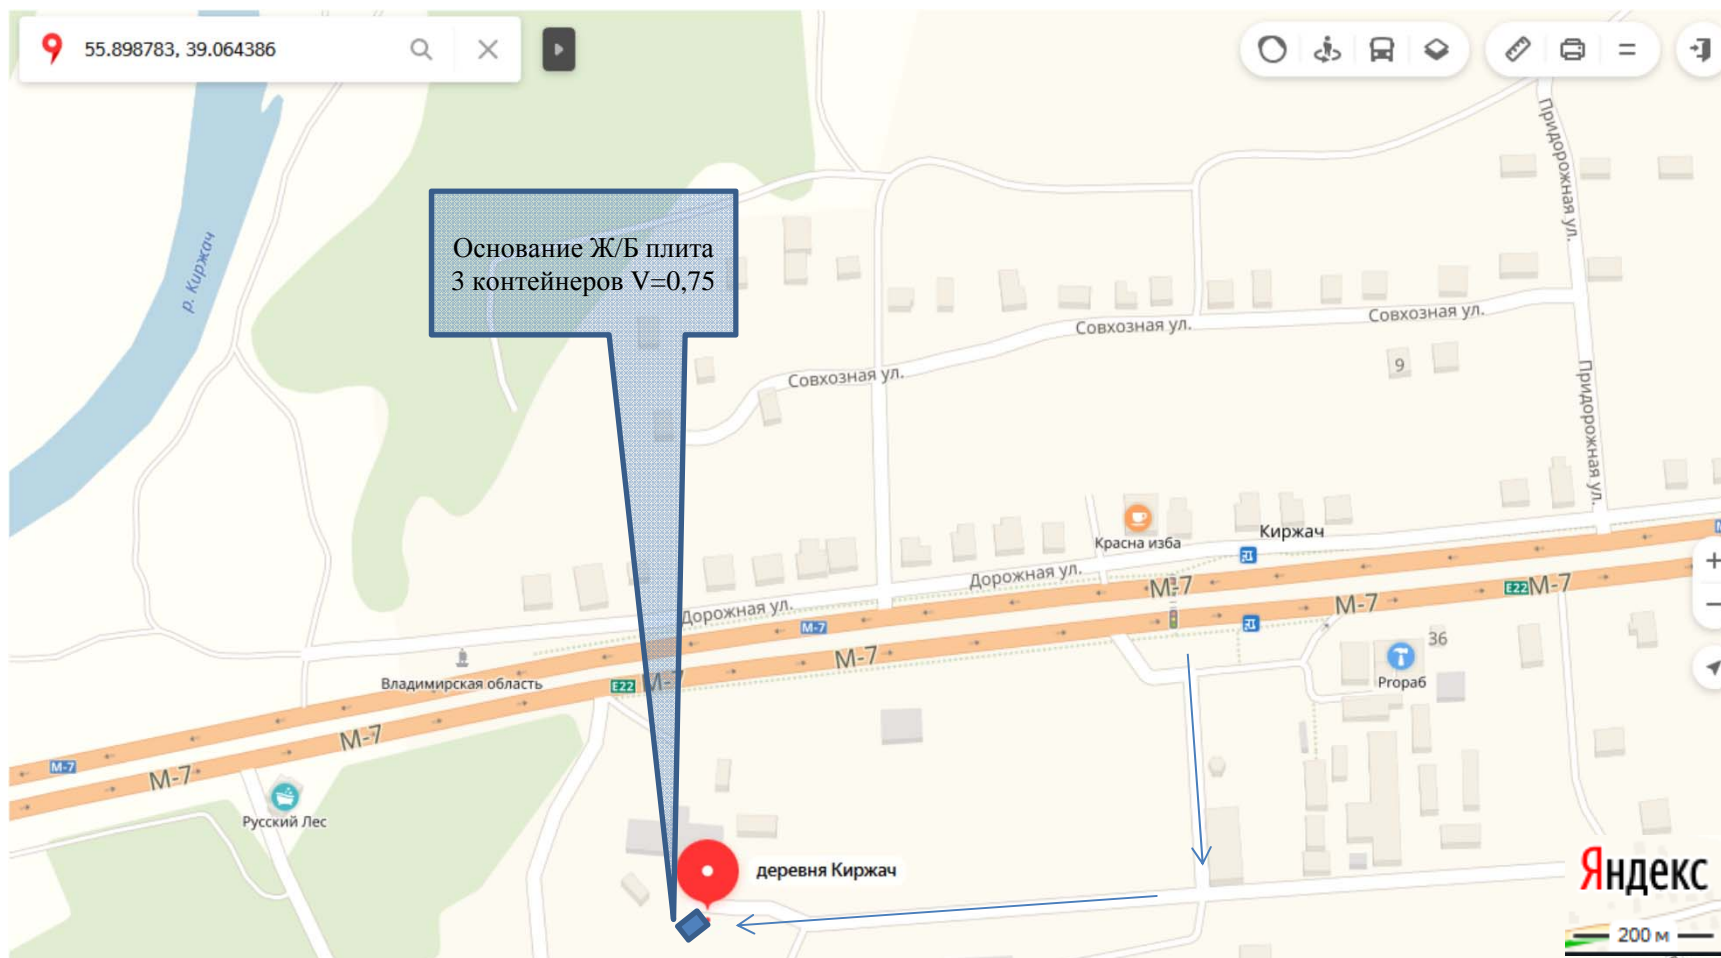 55.898783, 39.064386
Придорожная ул.
р. Киржач
Основание Ж/Б плита
3 контейнеров V=0,75
Совхозная ул.
Совхозная ул.
Совхозная ул.
9
Придорожная ул.
Красна изба
Киржач
Дорожная ул.
Дорожная ул.
М-7
М-7
E22
М-7
М-7
М-7
36
Propаб
Владимирская область
E22
М-7
М-7
М-7
М-7
Русский Лес
деревня Киржач
Яндекс
200 м